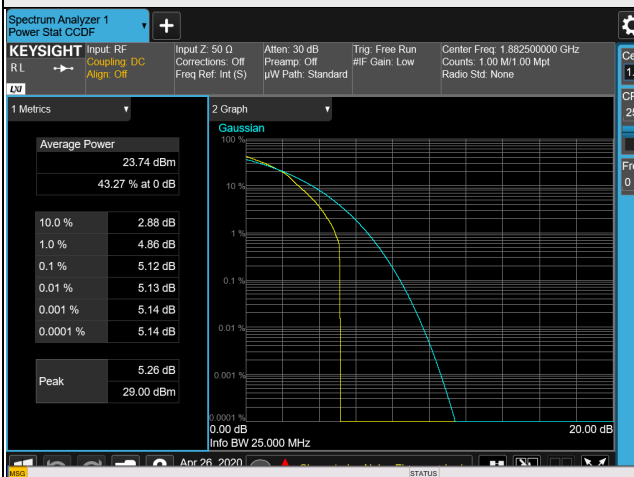 Spectrum Analyzer 1
Power Stat CCDF
KEYSIGHT
Input: RF
Input Z: 50 Ω
Atten: 30 dB
Trig: Free Run
Center Freq: 1.882500000 GHz
RL
Coupling: DC
Corrections: Off
Preamp: Off
#IF Gain: Low
Counts: 1.00 M/1.00 Mpt
Align: Off
Freq Ref: Int (S)
µW Path: Standard
Radio Std: None
LXI
1 Metrics
Average Power
23.74 dBm
43.27 % at 0 dB
10.0 % 2.88 dB
1.0 % 4.86 dB
0.1 % 5.12 dB
0.01 % 5.13 dB
0.001 % 5.14 dB
0.0001 % 5.14 dB
Peak
5.26 dB
29.00 dBm
2 Graph
Gaussian
100 %
10 %
1 %
0.1 %
0.01 %
0.001 %
0.0001 %
0.00 dB
20.00 dB
Info BW 25.000 MHz
Apr 26, 2020
MSG
STATUS